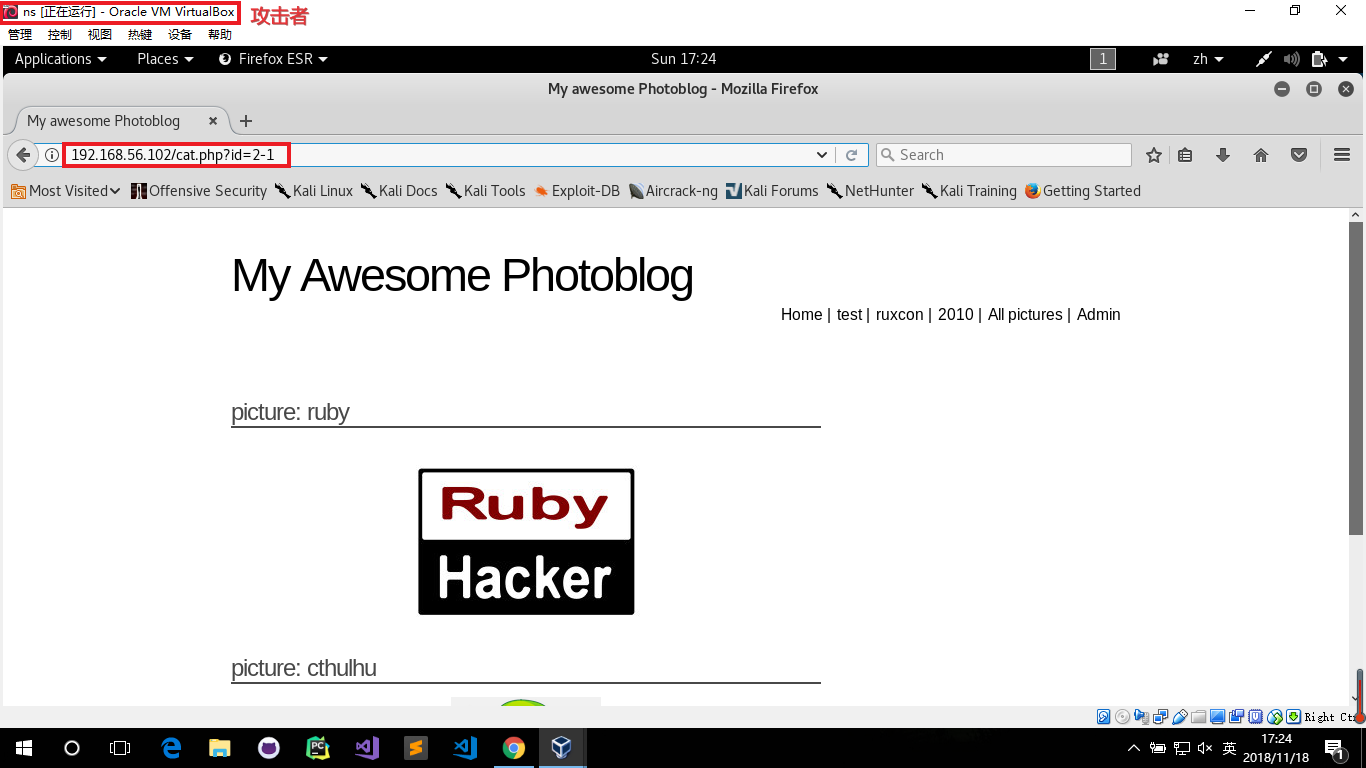 ns [正在运行] - Oracle VM VirtualBox 攻击者
管理 控制 视图 热键 设备 帮助
Applications Places Firefox ESR Sun 17:24 1 zh
My awesome Photoblog - Mozilla Firefox
My awesome Photoblog
192.168.56.102/cat.php?id=2-1 Search
Most Visited Offensive Security Kali Linux Kali Docs Kali Tools Exploit-DB Aircrack-ng Kali Forums NetHunter Kali Training Getting Started
My Awesome Photoblog
Home | test | ruxcon | 2010 | All pictures | Admin
picture: ruby
Ruby
Hacker
picture: cthulhu
Right Ctr
英 17:24
2018/11/18 1